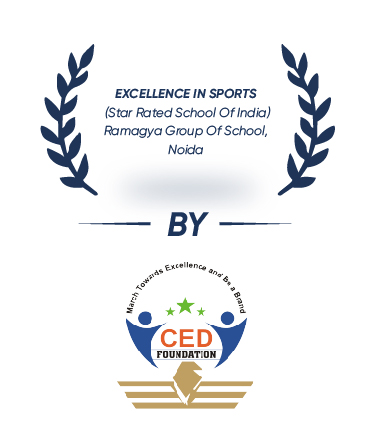 EXCELLENCE IN SPORTS
(Star Rated School Of India)
Ramagya Group Of School,
Noida
BY
March Towards Excellence and Be a Brand
CED
FOUNDATION